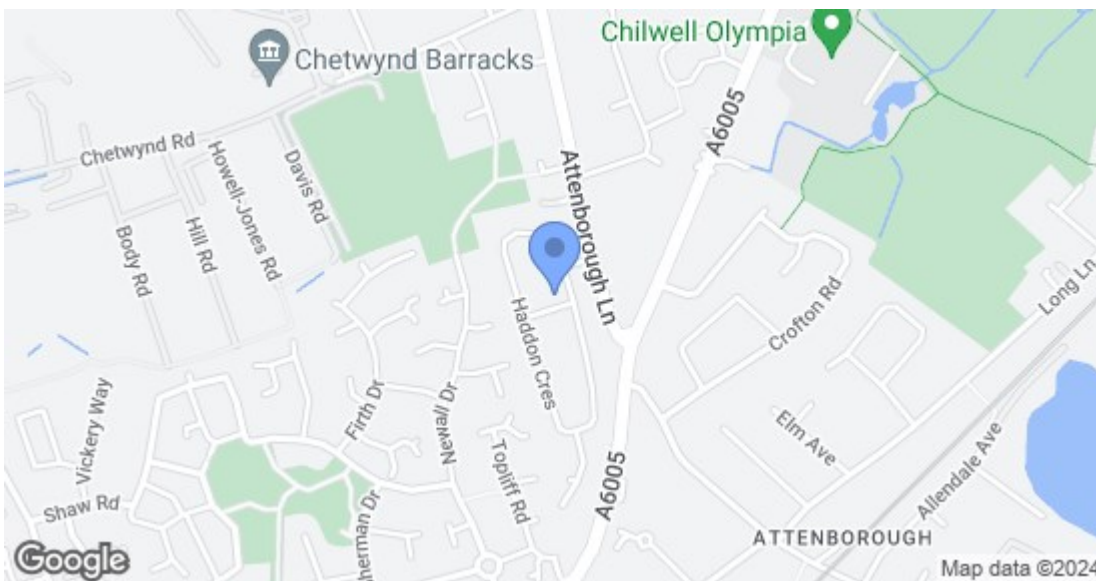 Chilwell Olympia
Chetwynd Barracks
A6005
Chetwynd Rd
Attenborough Ln
Davis Rd
Howell-Jones Rd
Hill Rd
Body Rd
Long Ln
Crofton Rd
Haddon Cres
Firth Dr
Newall Dr
Vickery Way
Elm Ave
Topliff Rd
Allendale Ave
A6005
Shaw Rd
herman Dr
ATTENBOROUGH
Google
Map data ©2024